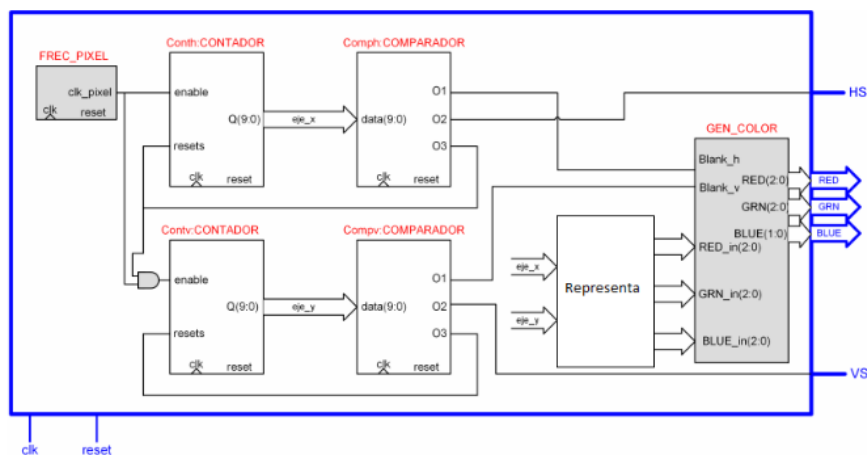 FREC_PIXEL
clk_pixel
clk
reset
Conth:CONTADOR
enable
Q(9:0)
resets
clk
reset
eje_x
Comph:COMPARADOR
O1
O2
data(9:0)
O3
clk
reset
HS
GEN_COLOR
Blank_h
RED(2:0)
Blank_v
GRN(2:0)
BLUE(1:0)
RED_in(2:0)
GRN_in(2:0)
BLUE_in(2:0)
RED
GRN
BLUE
Contv:CONTADOR
enable
Q(9:0)
resets
clk
reset
eje_y
Compv:COMPARADOR
O1
O2
data(9:0)
O3
clk
reset
eje_x
eje_y
Representa
VS
clk
reset